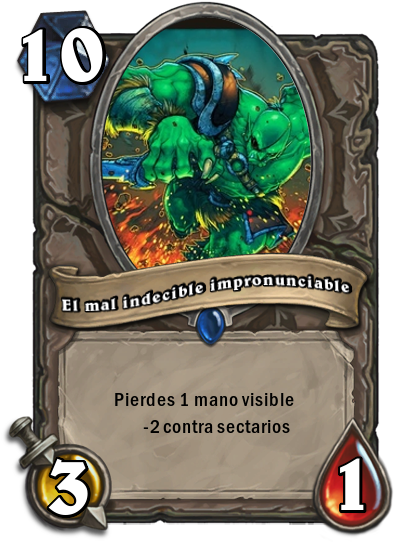 10
El mal indecible impronunciable
Pierdes 1 mano visible
-2 contra sectarios
3
1